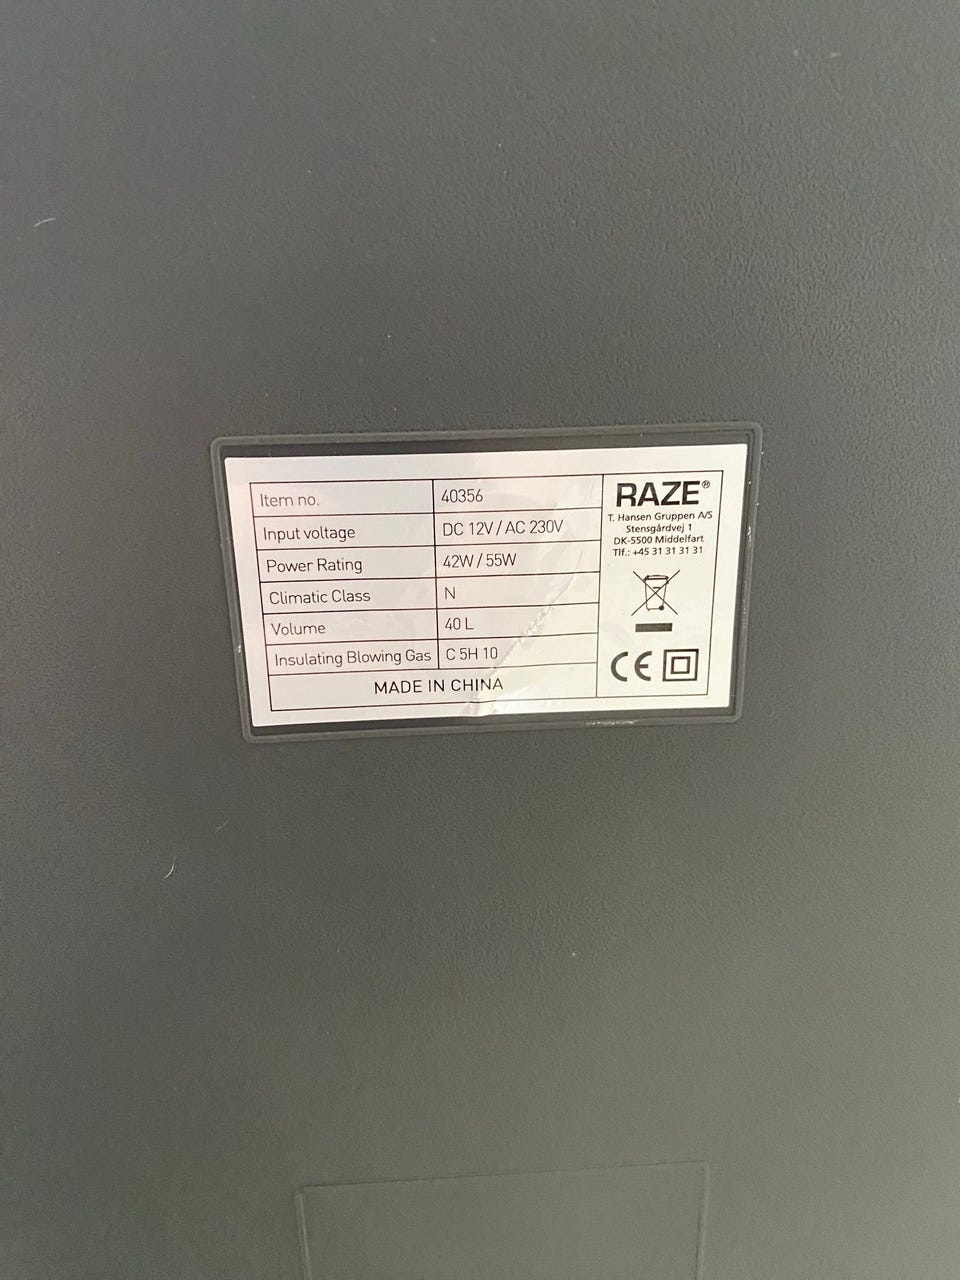 Item no. 40356
Input voltage DC 12V / AC 230V
Power Rating 42W / 55W
Climatic Class N
Volume 40 L
Insulating Blowing Gas C 5H 10
MADE IN CHINA
RAZE®
T. Hansen Gruppen A/S
Stensgårdvej 1
DK-5500 Middelfart
Tlf.: +45 31 31 31 31
CE